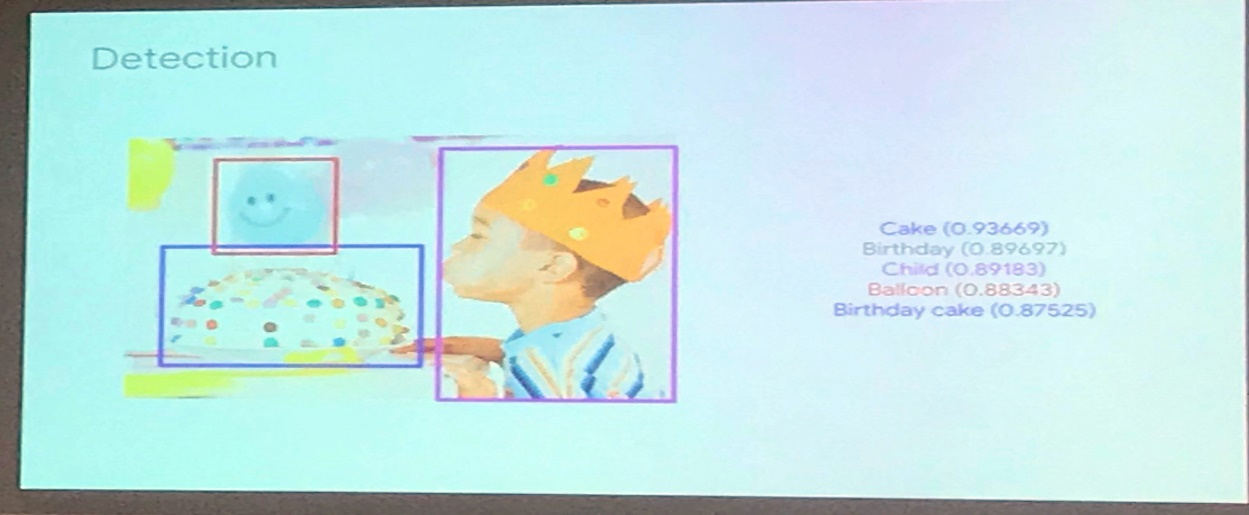 Detection
Cake (0.93669)
Birthday (0.89697)
Child (0.89183)
Balloon (0.88343)
Birthday cake (0.87525)